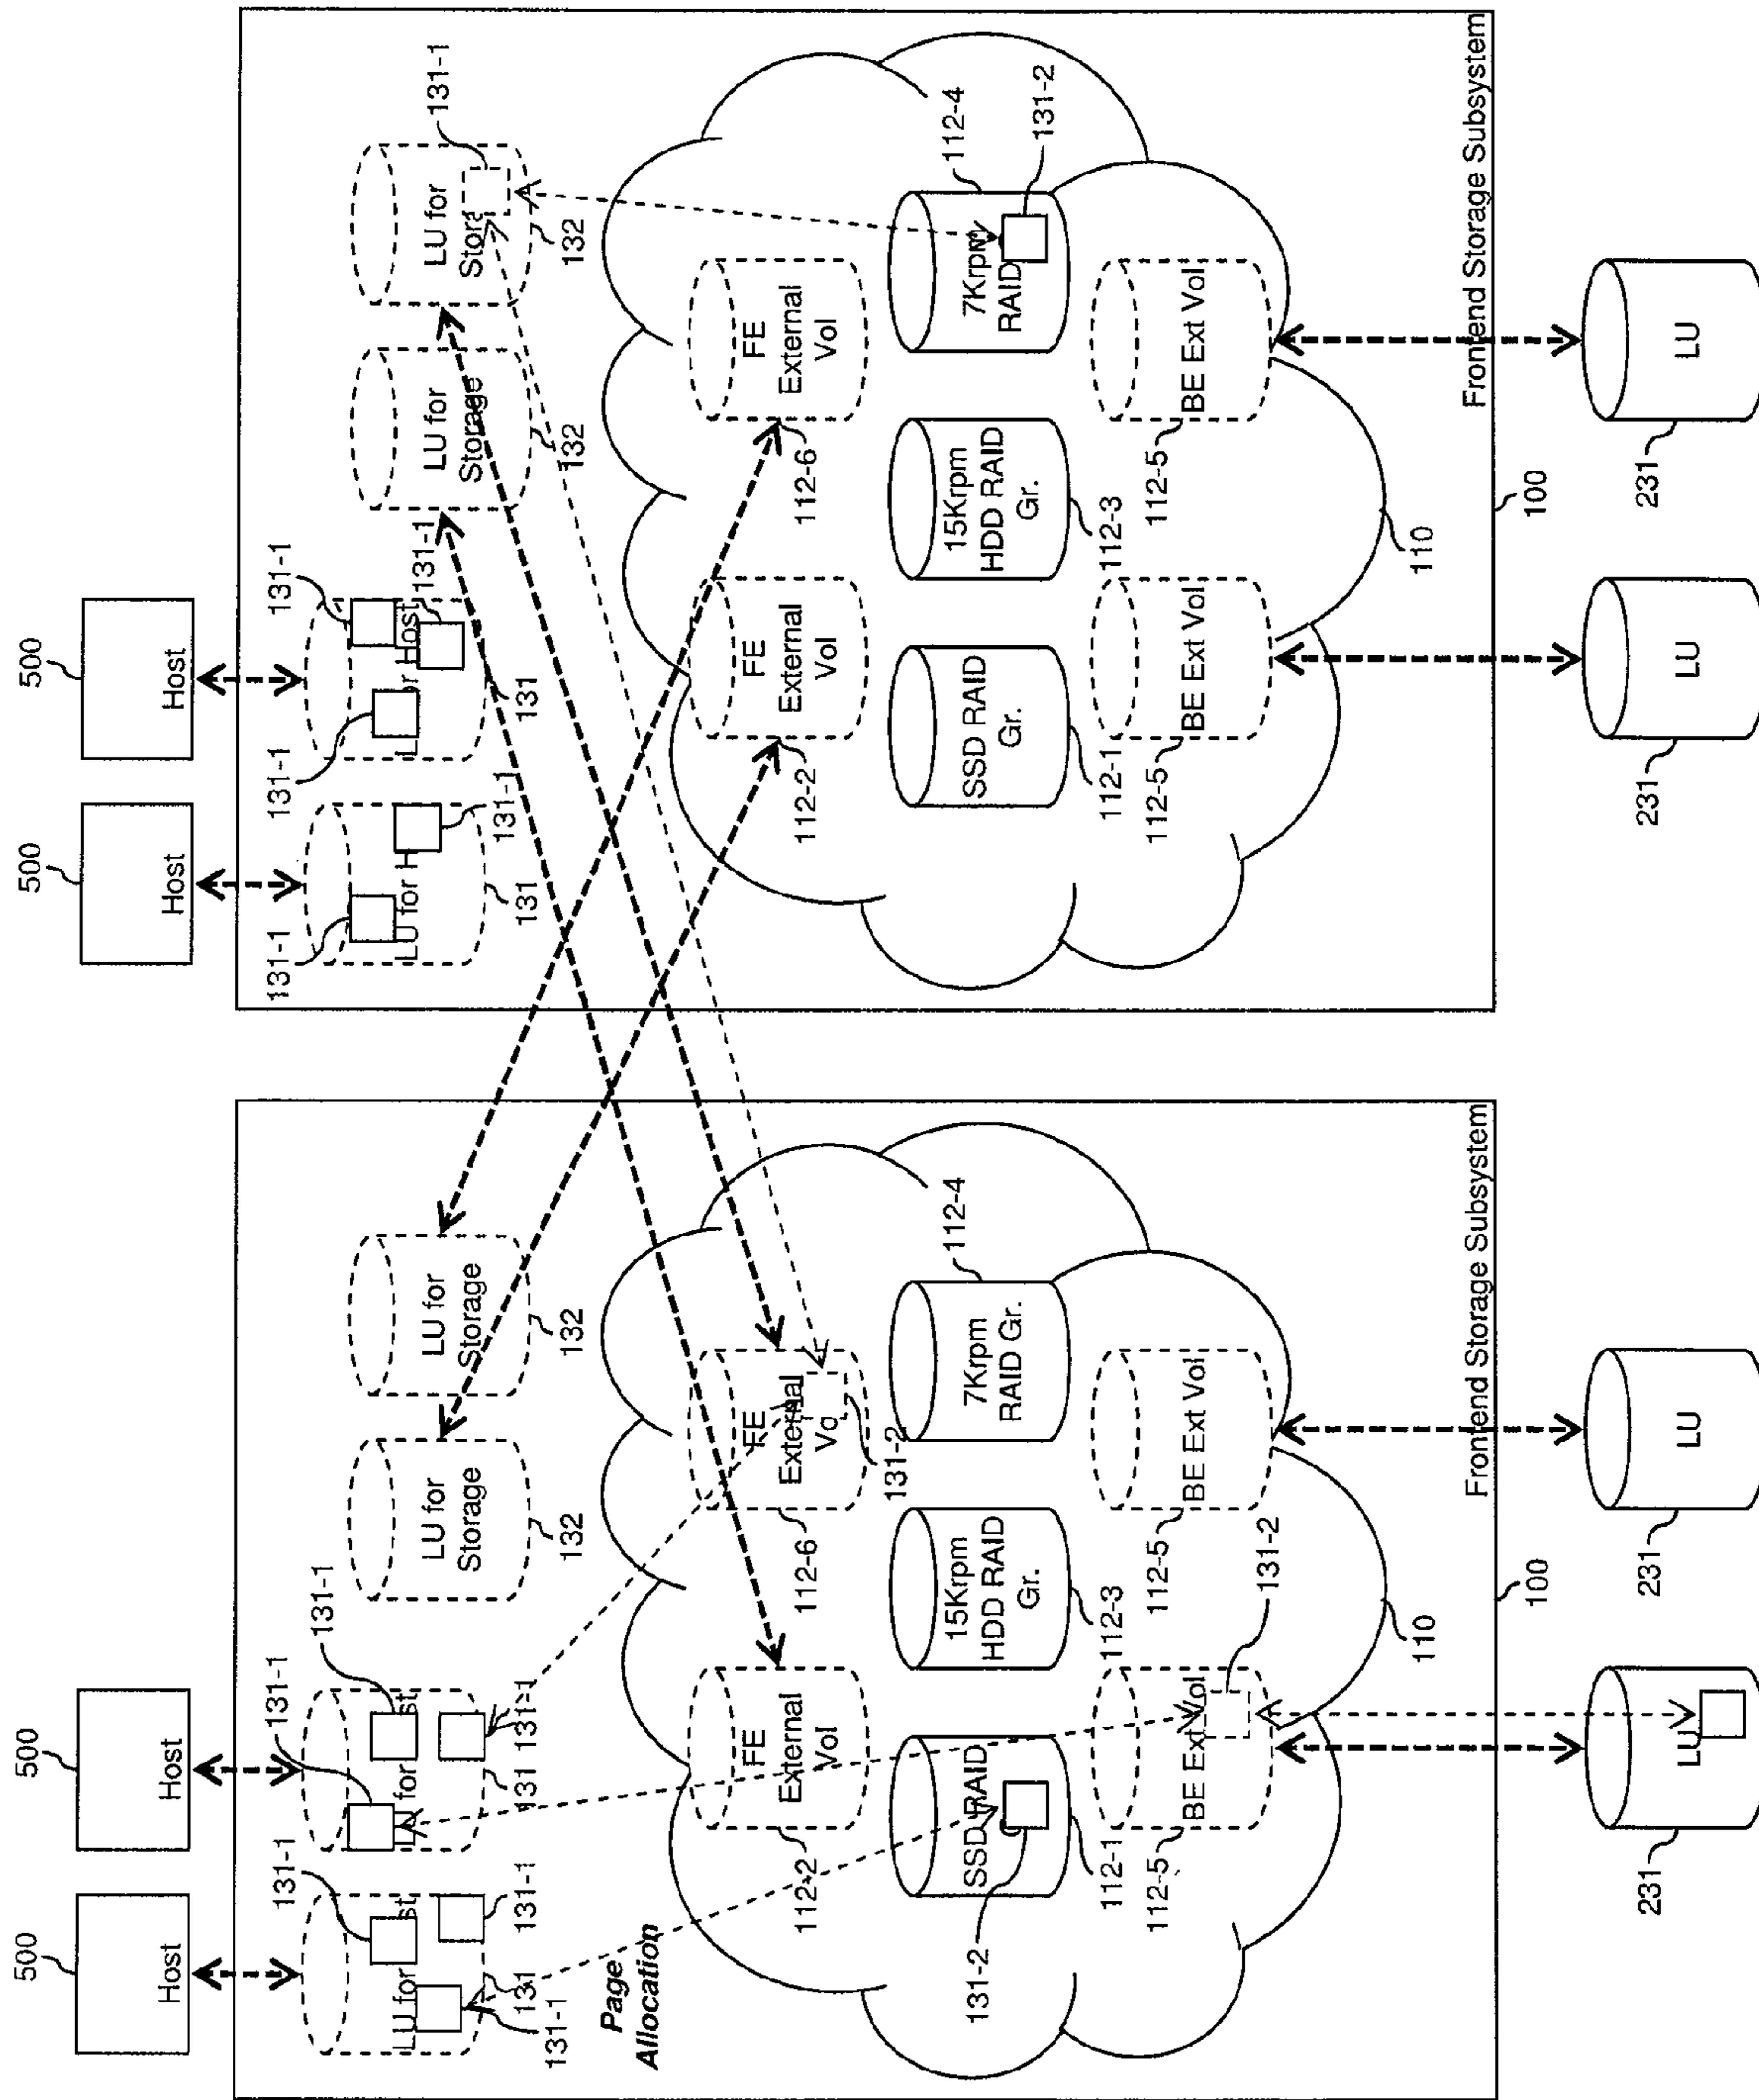 500
Host
500
Host
500
Host
500
Host
131-1
131-1
131-1
131-1
LU for
st
131-1
131-1
131
for
st
131-1
131
LU for
Storage
132
LU for
Storage
132
131-1
LU for H
131-1
131
131-1
131-1
131-1
Host
131
LU for
Storage
132
LU for
Stora
131-1
132
Page
Allocation
FE
External
Vol
112-2
FE
External
Vo
112-6
131-2
FE
External
Vol
112-2
FE
External
Vol
112-6
SSD RAID
131-2
112-1
15Krpm
HDD RAID
Gr.
112-3
7Krpm
RAID Gr.
112-4
SSD RAID
Gr.
112-1
15Krpm
HDD RAID
Gr.
112-3
7Krpm
RAID
112-4
131-2
BE Ext Vol
112-5
131-2
BE Ext Vol
112-5
BE Ext Vol
112-5
BE Ext Vol
112-5
110
110
Frontend Storage Subsystem
100
Frontend Storage Subsystem
100
LU
231
LU
231
LU
231
LU
231